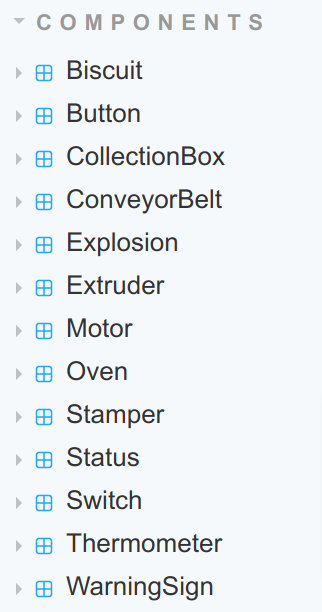 COMPONENTS
Biscuit
Button
CollectionBox
ConveyorBelt
Explosion
Extruder
Motor
Oven
Stamper
Status
Switch
Thermometer
WarningSign